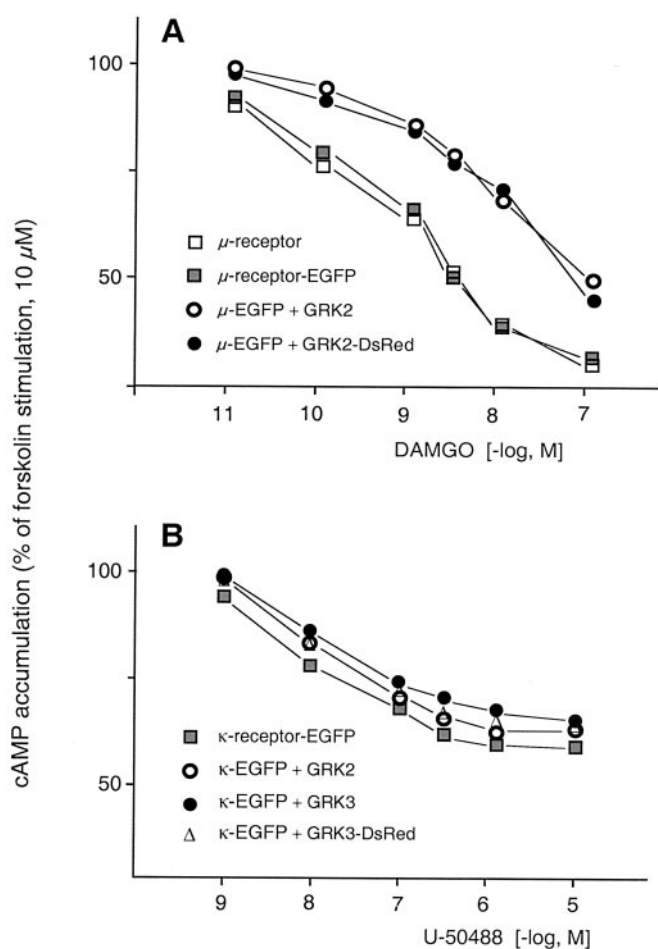 A
100
50
μ-receptor
μ-receptor-EGFP
μ-EGFP + GRK2
μ-EGFP + GRK2-DsRed
11 10 9 8 7
DAMGO [-log, M]
cAMP accumulation (% of forskolin stimulation, 10 μM)
B
100
50
κ-receptor-EGFP
κ-EGFP + GRK2
κ-EGFP + GRK3
κ-EGFP + GRK3-DsRed
9 8 7 6 5
U-50488 [-log, M]